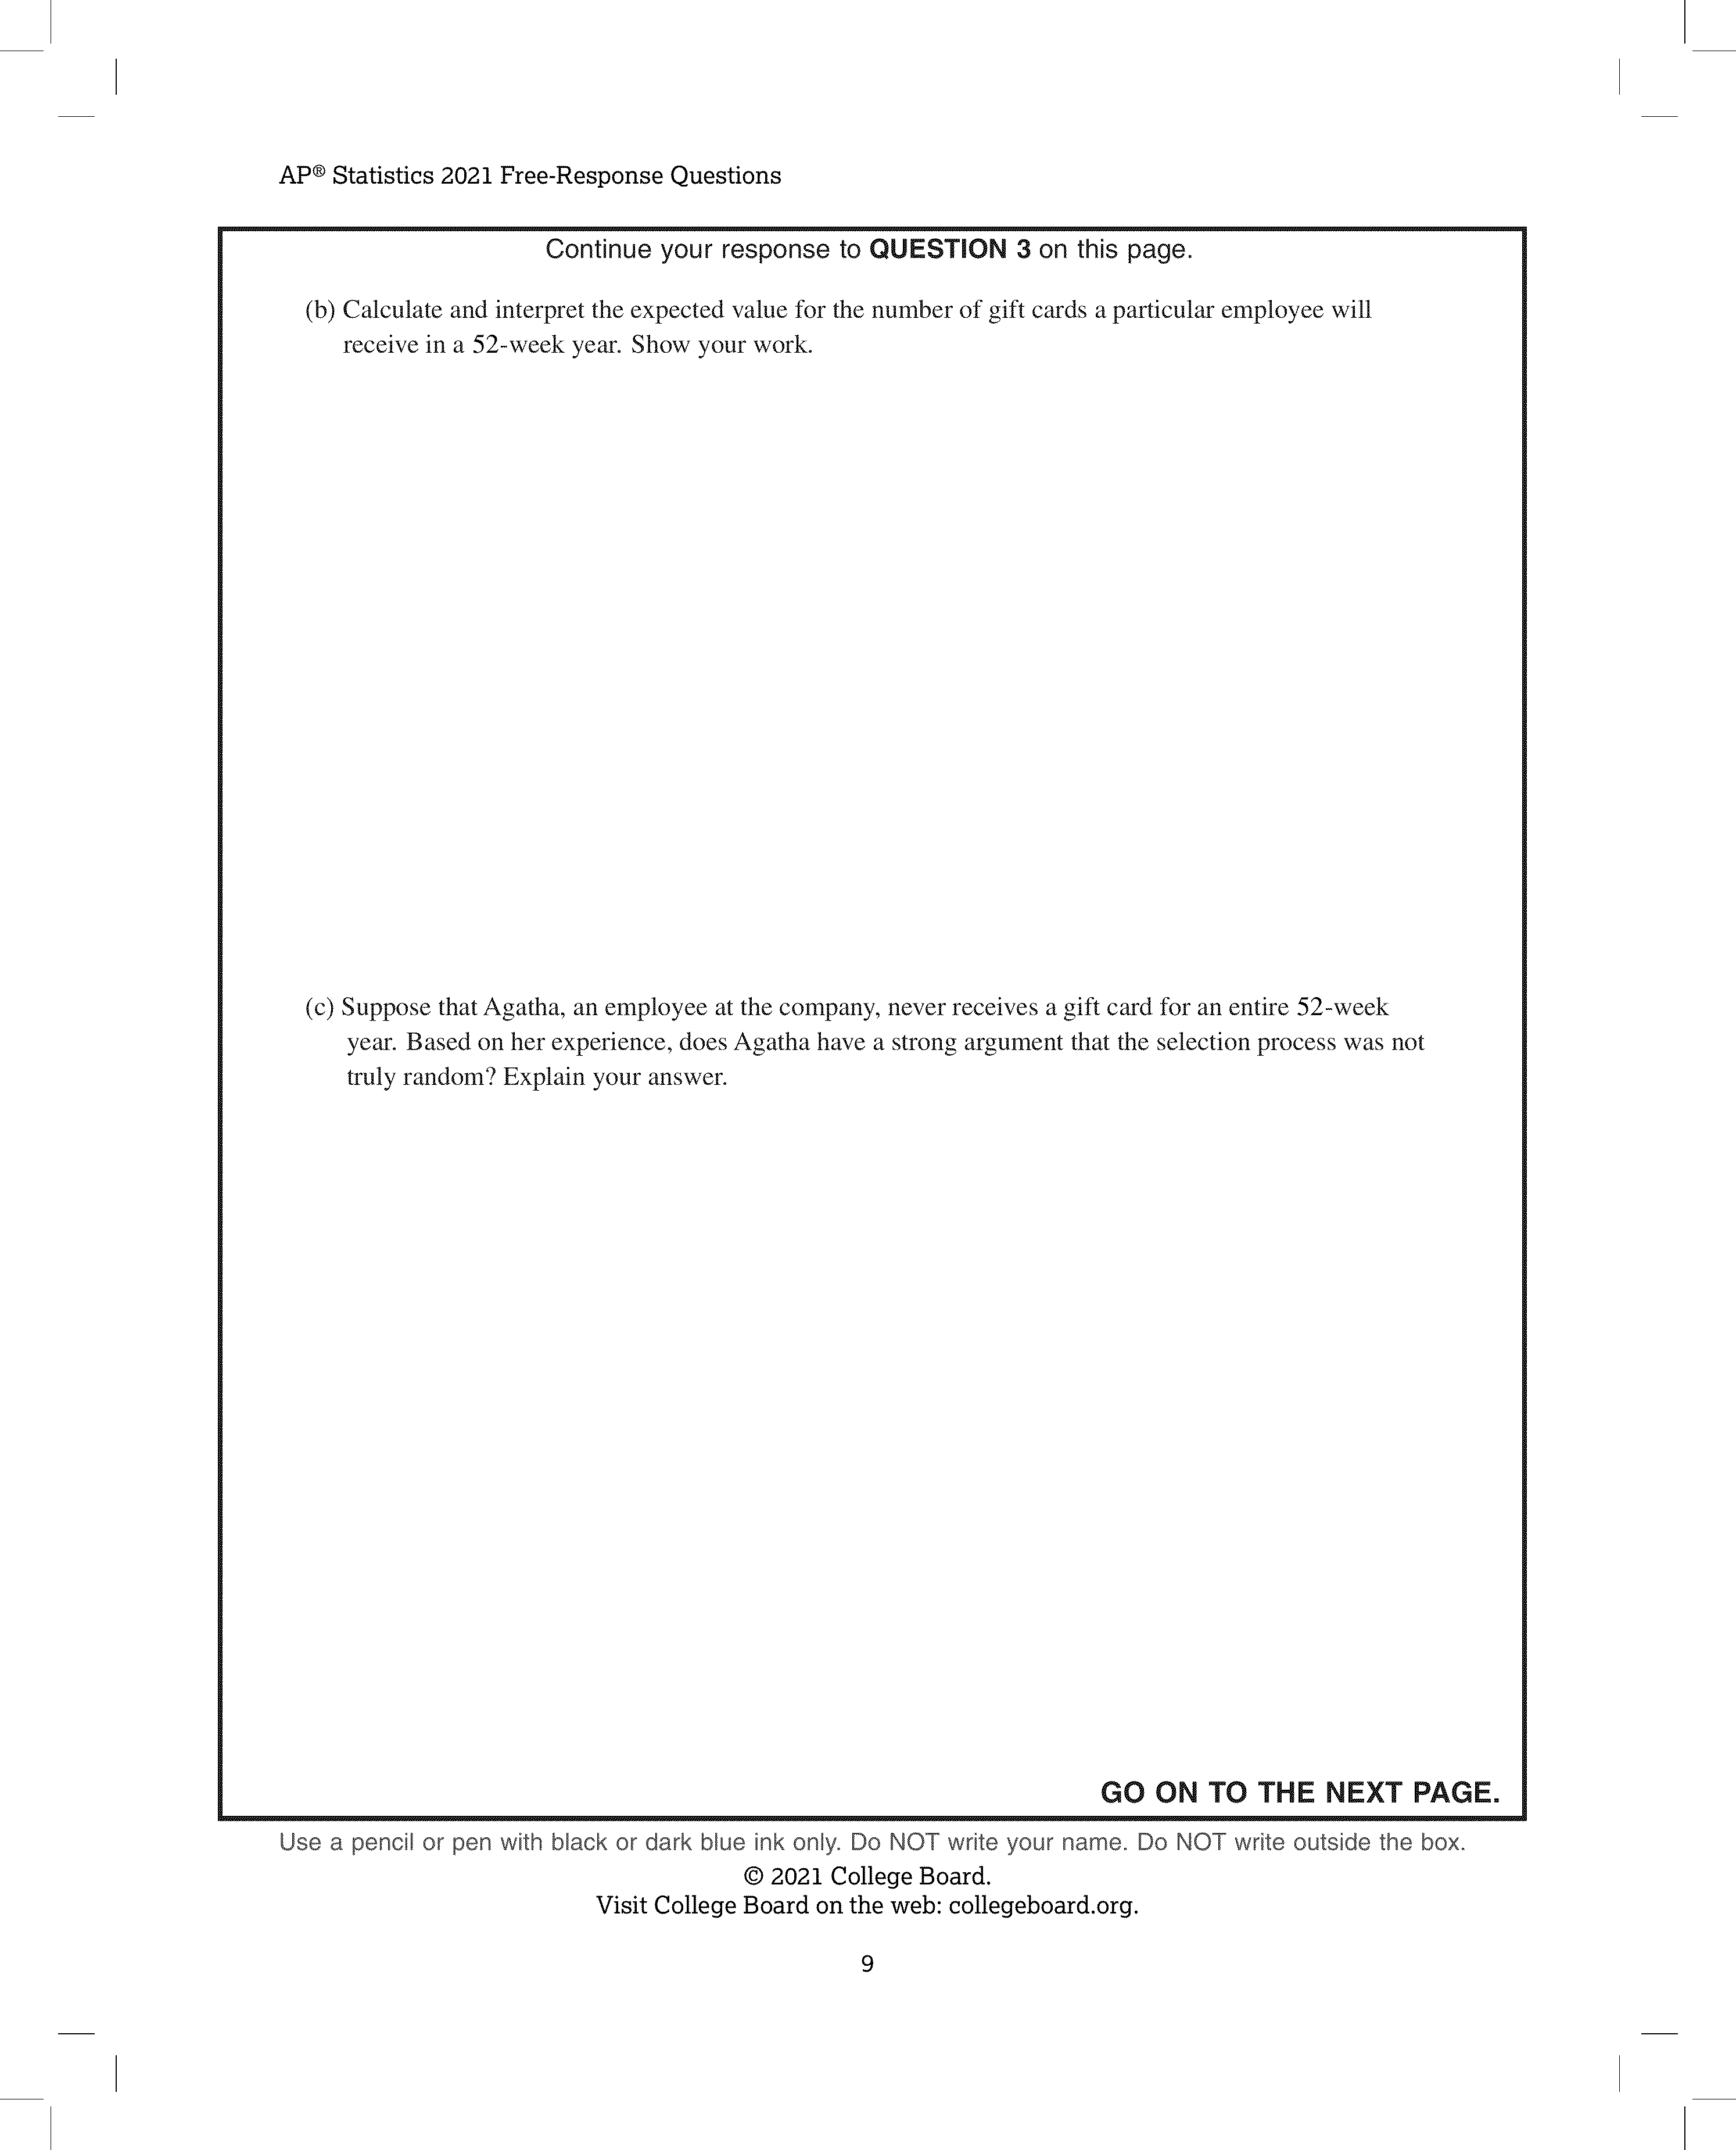 AP® Statistics 2021 Free-Response Questions
Continue your response to QUESTION 3 on this page.
(b) Calculate and interpret the expected value for the number of gift cards a particular employee will
receive in a 52-week year. Show your work.
(c) Suppose that Agatha, an employee at the company, never receives a gift card for an entire 52-week
year. Based on her experience, does Agatha have a strong argument that the selection process was not
truly random? Explain your answer.
GO ON TO THE NEXT PAGE.
Use a pencil or pen with black or dark blue ink only. Do NOT write your name. Do NOT write outside the box.
© 2021 College Board.
Visit College Board on the web: collegeboard.org.
9